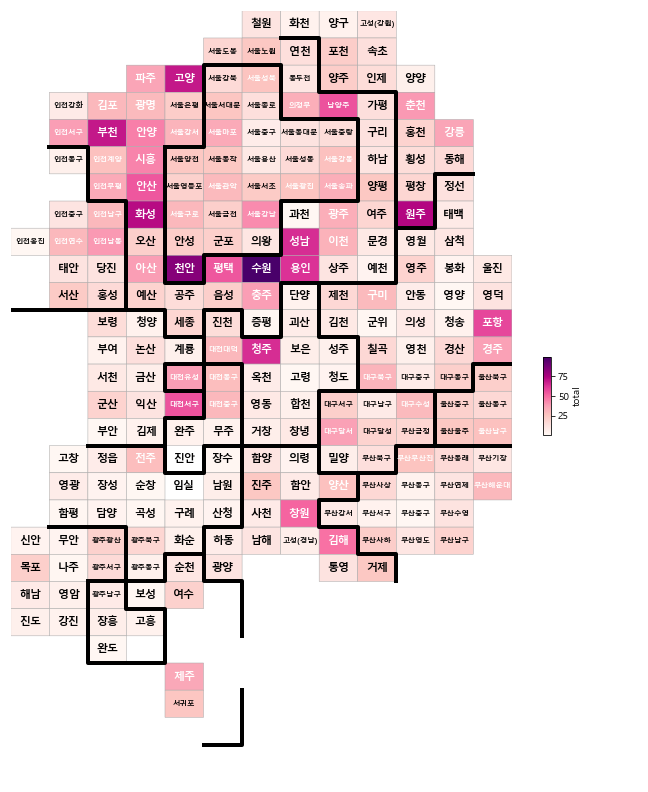 철원 화천 양구 고성(강원)
서울도봉 서울노원 연천 포천 속초
파주 고양 서울강북 서울성북 동두천 양주 인제 양양
인천강화 김포 광명 서울은평 서울서대문 서울종로 의정부 남양주 가평 춘천
인천서구 부천 안양 서울강서 서울마포 서울중구 서울동대문 서울중랑 구리 홍천 강릉
인천동구 인천계양 시흥 서울양천 서울동작 서울용산 서울성동 서울강동 하남 횡성 동해
인천부평 안산 서울영등포 서울관악 서울서초 서울광진 서울송파 양평 평창 정선
인천중구 인천남구 화성 서울구로 서울금천 서울강남 과천 광주 여주 원주 태백
인천옹진 인천연수 인천남동 오산 안성 군포 의왕 성남 이천 문경 영월 삼척
태안 당진 아산 천안 평택 수원 용인 상주 예천 영주 봉화 울진
서산 홍성 예산 공주 음성 충주 단양 제천 구미 안동 영양 영덕
보령 청양 세종 진천 증평 괴산 김천 군위 의성 청송 포항
부여 논산 계룡 대전대덕 청주 보은 성주 칠곡 영천 경산 경주
서천 금산 대전유성 대전동구 옥천 고령 청도 대구북구 대구중구 대구동구 울산북구
군산 익산 대전서구 대전중구 영동 합천 대구서구 대구남구 대구수성 울산중구 울산동구
부안 김제 완주 무주 거창 창녕 대구달서 대구달성 부산금정 울산울주 울산남구
고창 정읍 전주 진안 장수 함양 의령 밀양 부산북구 부산부산진 부산동래 부산기장
영광 장성 순창 임실 남원 진주 함안 양산 부산사상 부산동구 부산연제 부산해운대
함평 담양 곡성 구례 산청 사천 창원 부산강서 부산서구 부산중구 부산수영
신안 무안 광주광산 광주북구 화순 하동 남해 고성(경남) 김해 부산사하 부산영도 부산남구
목포 나주 광주서구 광주동구 순천 광양 통영 거제
해남 영암 광주남구 보성 여수
진도 강진 장흥 고흥
완도
제주
서귀포
75
50
25
total